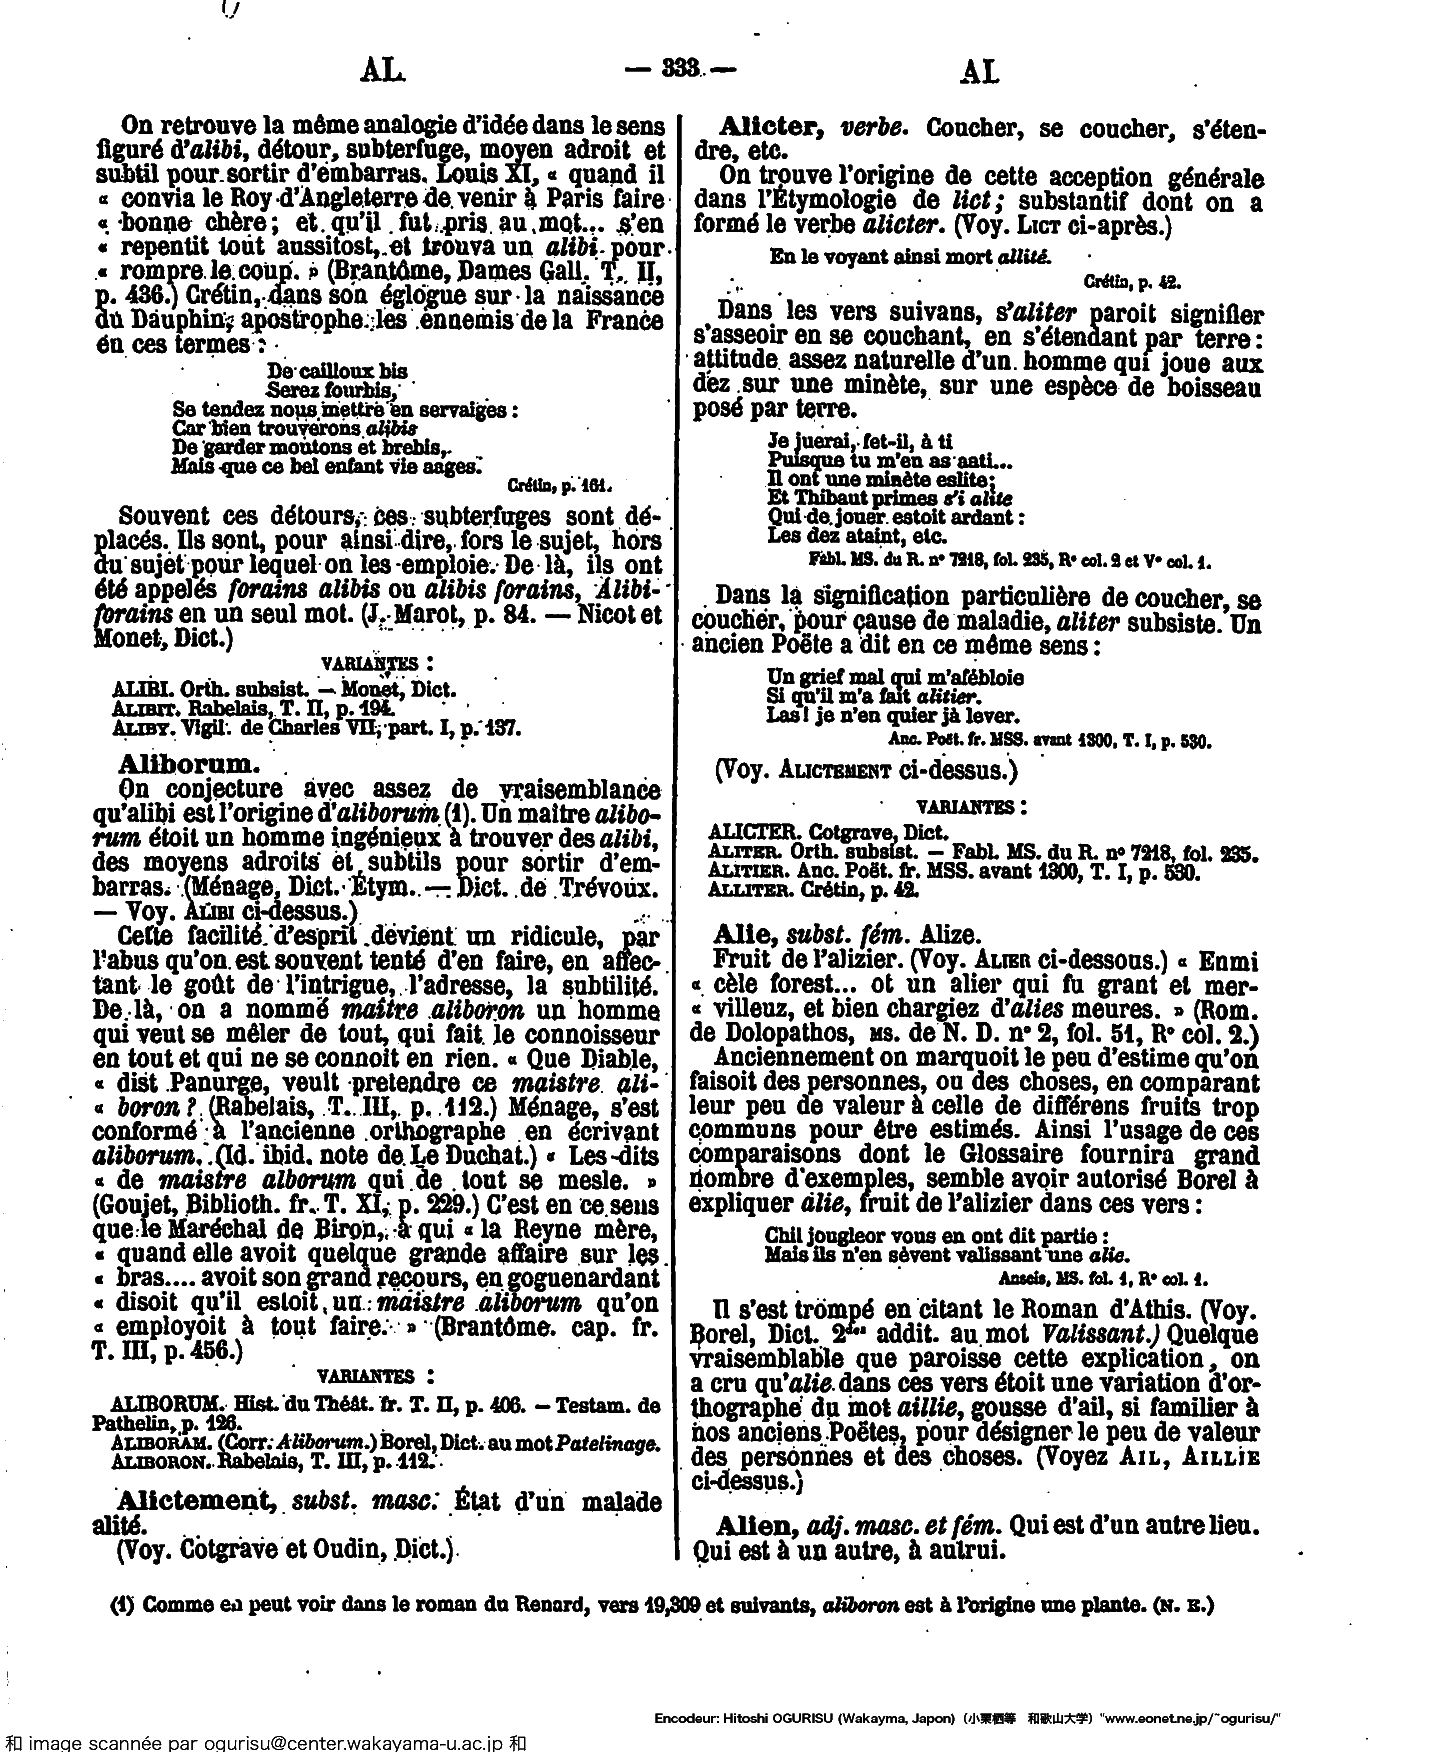 AL
— 333 —
AL
On retrouve la même analogie d'idée dans le sens
figuré d'alibi, détour, subterfuge, moyen adroit et
subtil pour sortir d'embarras. Louis XI, « quand il
« convia le Roy d'Angleterre de venir à Paris faire
« bonne chère; et qu'il fut pris au mot... s'en
« repentit tout aussitost, et trouva un alibi pour
« rompre le coup. » (Brantôme, Dames Gall. T. II,
p. 436.) Crétin, dans son églogue sur la naissance
du Dauphin, apostrophe les ennemis de la France
en ces termes :
De cailloux bis
Serez fourbis,
Se tendez nous mettre en servaiges :
Car bien trouverons alibis
De garder moutons et brebis,
Mais que ce bel enfant vie aages.
Crétin, p. 161.
Souvent ces détours, ces subterfuges sont dé-
placés. Ils sont, pour ainsi dire, fors le sujet, hors
du sujet pour lequel on les emploie. De là, ils ont
été appelés forains alibis ou alibis forains, Alibi-
forains en un seul mot. (J. Marot, p. 84. — Nicot et
Monet, Dict.)
VARIANTES :
ALIBI. Orth. subsist. — Monet, Dict.
ALIBIT. Rabelais, T. II, p. 194.
ALIBY. Vigil. de Charles VII, part. I, p. 137.
Aliborum.
On conjecture avec assez de vraisemblance
qu'alibi est l'origine d'aliborum (1). Un maitre alibo-
rum étoit un homme ingénieux à trouver des alibi,
des moyens adroits et subtils pour sortir d'em-
barras. (Ménage, Dict. Étym. — Dict. de Trévoux.
— Voy. ALIBI ci-dessus.)
Cette facilité d'esprit devient un ridicule, par
l'abus qu'on est souvent tenté d'en faire, en affec-
tant le goût de l'intrigue, l'adresse, la subtilité.
De là, on a nommé maitre aliboron un homme
qui veut se mêler de tout, qui fait le connoisseur
en tout et qui ne se connoit en rien. « Que Diable,
« dist Panurge, veult pretendre ce maistre ali-
« boron ? (Rabelais, T. III, p. 112.) Ménage, s'est
conformé à l'ancienne orthographe en écrivant
aliborum. (Id. ibid. note de Le Duchat.) « Les dits
« de maistre alborum qui de tout se mesle. »
(Goujet, Biblioth. fr. T. XI, p. 229.) C'est en ce sens
que le Maréchal de Biron, à qui « la Reyne mère,
« quand elle avoit quelque grande affaire sur les
« bras.... avoit son grand recours, en goguenardant
« disoit qu'il estoit un maistre aliborum qu'on
« employoit à tout faire. » (Brantôme. cap. fr.
T. III, p. 456.)
VARIANTES :
ALIBORUM. Hist. du Théât. fr. T. II, p. 406. — Testam. de
Pathelin, p. 126.
ALIBORAM. (Corr. Aliborum.) Borel, Dict. au mot Patelinage.
ALIBORON. Rabelais, T. III, p. 112.
Alictement, subst. masc. État d'un malade
alité.
(Voy. Cotgrave et Oudin, Dict.)
Alicter, verbe. Coucher, se coucher, s'éten-
dre, etc.
On trouve l'origine de cette acception générale
dans l'Étymologie de lict; substantif dont on a
formé le verbe alicter. (Voy. LICT ci-après.)
En le voyant ainsi mort allité.
Crétin, p. 42.
Dans les vers suivans, s'aliter paroit signifier
s'asseoir en se couchant, en s'étendant par terre :
attitude assez naturelle d'un homme qui joue aux
dez sur une minète, sur une espèce de boisseau
posé par terre.
Je juerai, fet-il, à ti
Puisque tu m'en as aati...
Il ont une minète eslite;
Et Thibaut primes s'i alite
Qui de jouer estoit ardant :
Les dez ataint, etc.
Fabl. MS. du R. n° 7218, fol. 235, R° col. 2 et V° col. 1.
Dans la signification particulière de coucher, se
coucher, pour cause de maladie, aliter subsiste. Un
ancien Poëte a dit en ce même sens :
Un grief mal qui m'afébloie
Si qu'il m'a fait alitier.
Las! je n'en quier jà lever.
Anc. Poët. fr. MSS. avant 1300, T. I, p. 530.
(Voy. ALICTEMENT ci-dessus.)
VARIANTES :
ALICTER. Cotgrave, Dict.
ALITER. Orth. subsist. — Fabl. MS. du R. n° 7218, fol. 235.
ALITIER. Anc. Poët. fr. MSS. avant 1300, T. I, p. 530.
ALLITER. Crétin, p. 42.
Alie, subst. fém. Alize.
Fruit de l'alizier. (Voy. ALIER ci-dessous.) « Enmi
« cèle forest... ot un alier qui fu grant et mer-
« villeuz, et bien chargiez d'alies meures. » (Rom.
de Dolopathos, MS. de N. D. n° 2, fol. 51, R° col. 2.)
Anciennement on marquoit le peu d'estime qu'on
faisoit des personnes, ou des choses, en comparant
leur peu de valeur à celle de différens fruits trop
communs pour être estimés. Ainsi l'usage de ces
comparaisons dont le Glossaire fournira grand
nombre d'exemples, semble avoir autorisé Borel à
expliquer alie, fruit de l'alizier dans ces vers :
Chil jougleor vous en ont dit partie :
Mais ils n'en sèvent valissant une alie.
Anseis, MS. fol. 1, R° col. 1.
Il s'est trompé en citant le Roman d'Athis. (Voy.
Borel, Dict. 2des addit. au mot Valissant.) Quelque
vraisemblable que paroisse cette explication, on
a cru qu'alie dans ces vers étoit une variation d'or-
thographe du mot aillie, gousse d'ail, si familier à
nos anciens Poëtes, pour désigner le peu de valeur
des personnes et des choses. (Voyez AIL, AILLIE
ci-dessus.)
Alien, adj. masc. et fém. Qui est d'un autre lieu.
Qui est à un autre, à autrui.
(1) Comme en peut voir dans le roman du Renard, vers 19,309 et suivants, aliboron est à l'origine une plante. (N. E.)
Encodeur: Hitoshi OGURISU (Wakayma, Japon) (小栗栖等 和歌山大学) "www.eonet.ne.jp/~ogurisu/"
和 image scannée par ogurisu@center.wakayama-u.ac.jp 和